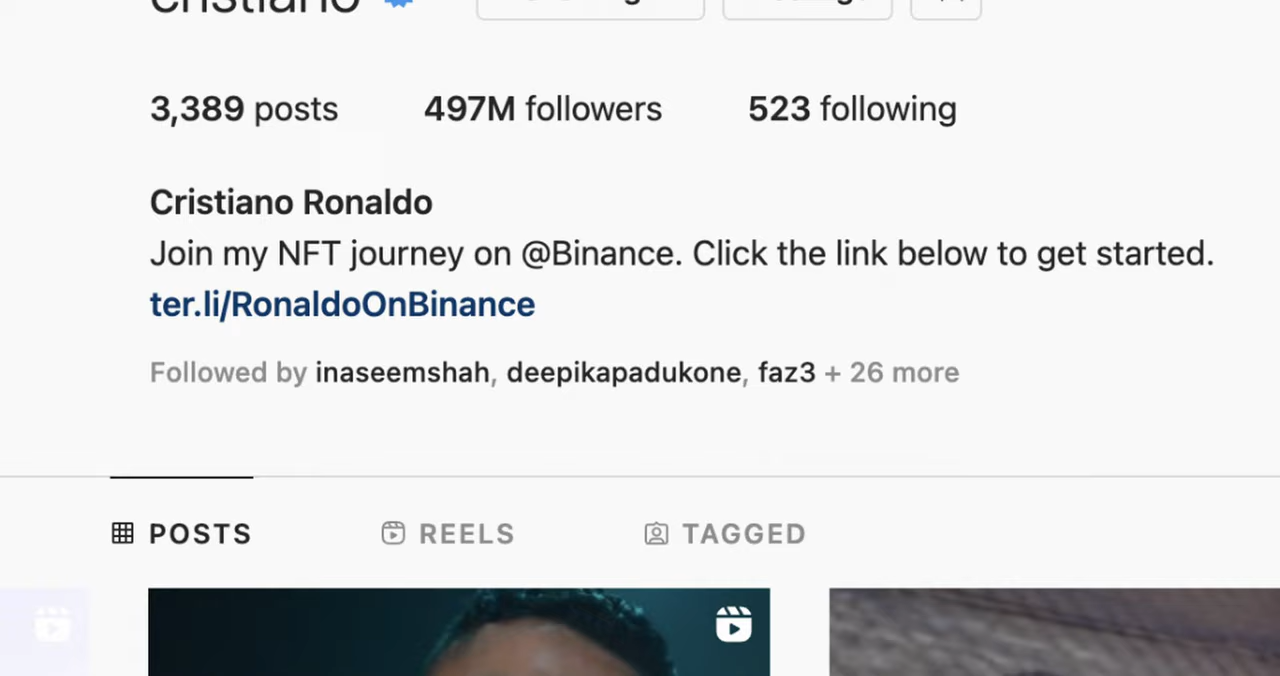 cristiano
3,389 posts 497M followers 523 following
Cristiano Ronaldo
Join my NFT journey on @Binance. Click the link below to get started.
ter.li/RonaldoOnBinance
Followed by inaseemshah, deepikapadukone, faz3 + 26 more
POSTS REELS TAGGED